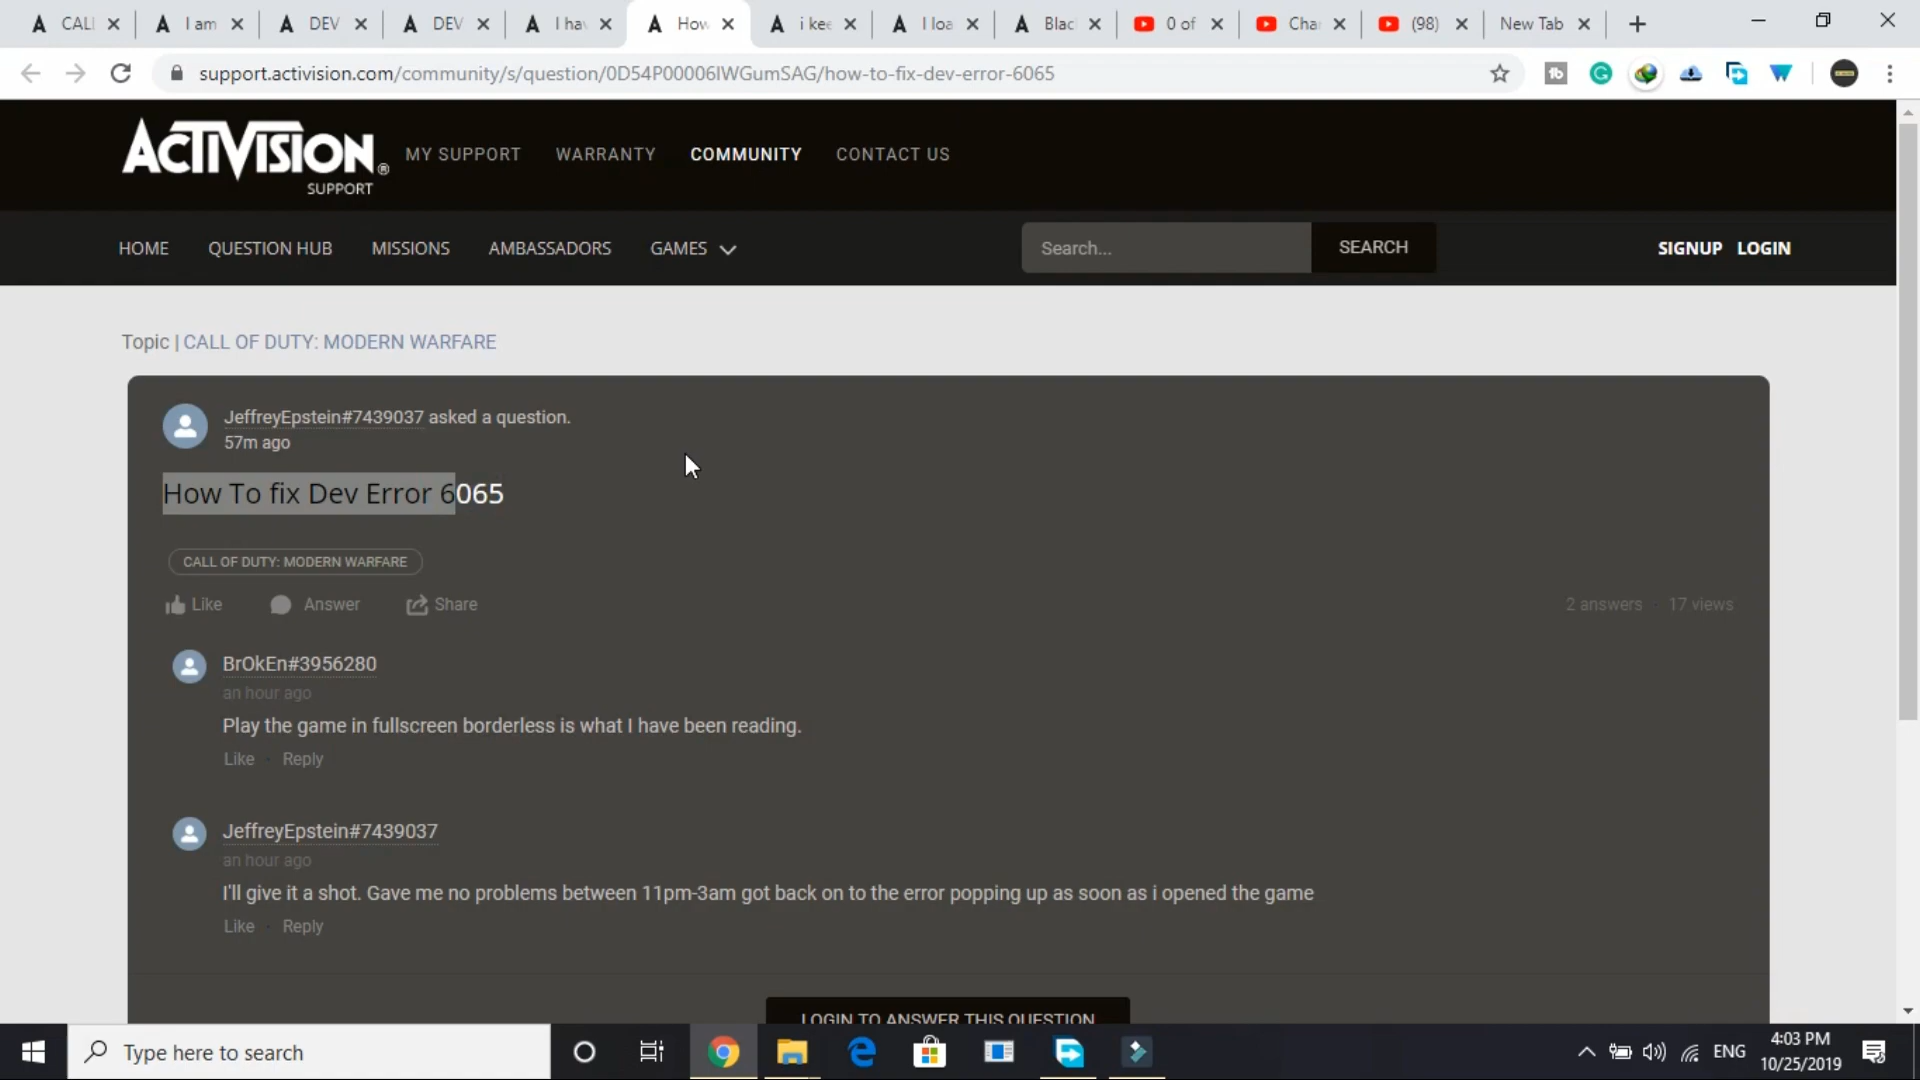 CALL I am DEV DEV I hav How i kee I loa Blac 0 of Cha (98) New Tab
support.activision.com/community/s/question/0D54P00006IWGumSAG/how-to-fix-dev-error-6065
ACTIVISION® MY SUPPORT WARRANTY COMMUNITY CONTACT US
SUPPORT
HOME QUESTION HUB MISSIONS AMBASSADORS GAMES Search... SEARCH SIGNUP LOGIN
Topic | CALL OF DUTY: MODERN WARFARE
JeffreyEpstein#7439037 asked a question.
57m ago
How To fix Dev Error 6065
CALL OF DUTY: MODERN WARFARE
Like Answer Share 2 answers · 17 views
BrOkEn#3956280
an hour ago
Play the game in fullscreen borderless is what I have been reading.
Like · Reply
JeffreyEpstein#7439037
an hour ago
I'll give it a shot. Gave me no problems between 11pm-3am got back on to the error popping up as soon as i opened the game
Like · Reply
LOGIN TO ANSWER THIS QUESTION
Type here to search ENG 4:03 PM
10/25/2019